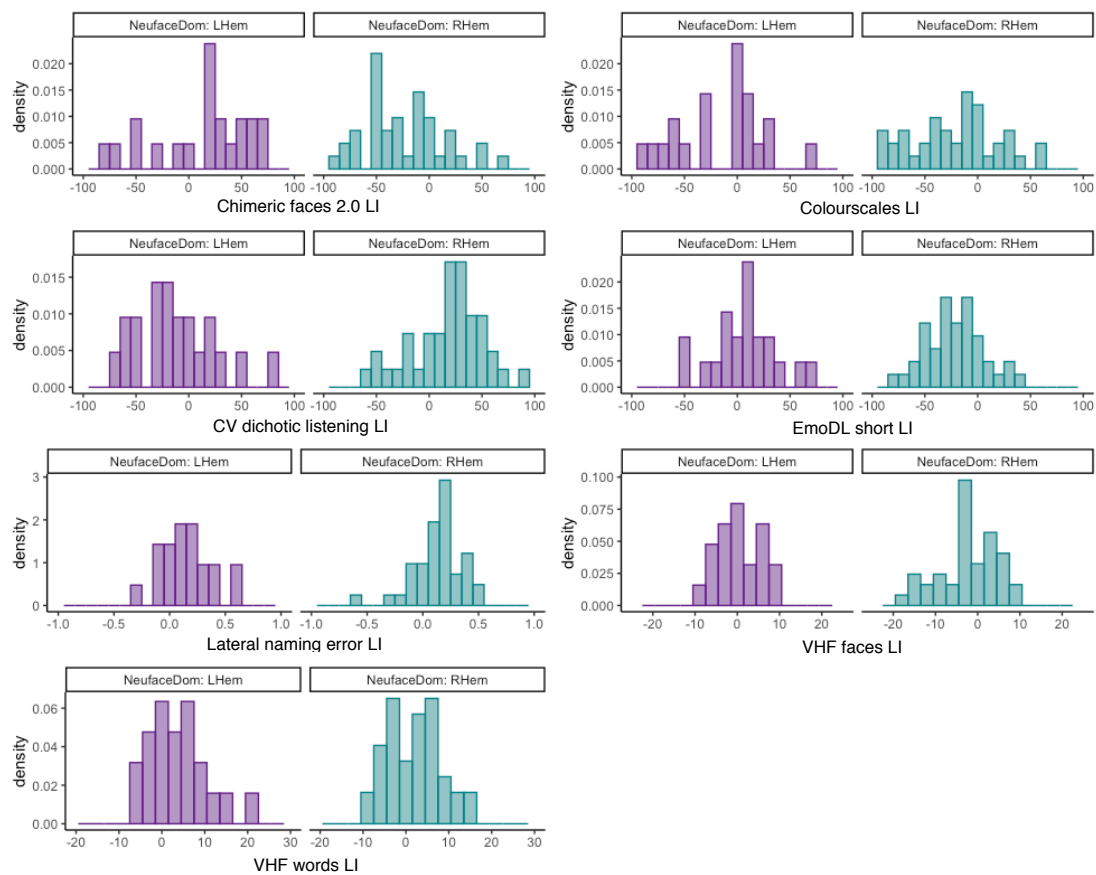 NeufaceDom: LHem NeufaceDom: RHem
density
0.020
0.015
0.010
0.005
0.000
-100 -50 0 50 100 -100 -50 0 50 100
Chimeric faces 2.0 LI
NeufaceDom: LHem NeufaceDom: RHem
density
0.020
0.015
0.010
0.005
0.000
-100 -50 0 50 100 -100 -50 0 50 100
Colourscales LI
NeufaceDom: LHem NeufaceDom: RHem
density
0.015
0.010
0.005
0.000
-100 -50 0 50 100 -100 -50 0 50 100
CV dichotic listening LI
NeufaceDom: LHem NeufaceDom: RHem
density
0.020
0.015
0.010
0.005
0.000
-100 -50 0 50 100 -100 -50 0 50 100
EmoDL short LI
NeufaceDom: LHem NeufaceDom: RHem
density
3
2
1
0
-1.0 -0.5 0.0 0.5 1.0 -1.0 -0.5 0.0 0.5 1.0
Lateral naming error LI
NeufaceDom: LHem NeufaceDom: RHem
density
0.100
0.075
0.050
0.025
0.000
-20 -10 0 10 20 -20 -10 0 10 20
VHF faces LI
NeufaceDom: LHem NeufaceDom: RHem
density
0.06
0.04
0.02
0.00
-20 -10 0 10 20 30 -20 -10 0 10 20 30
VHF words LI